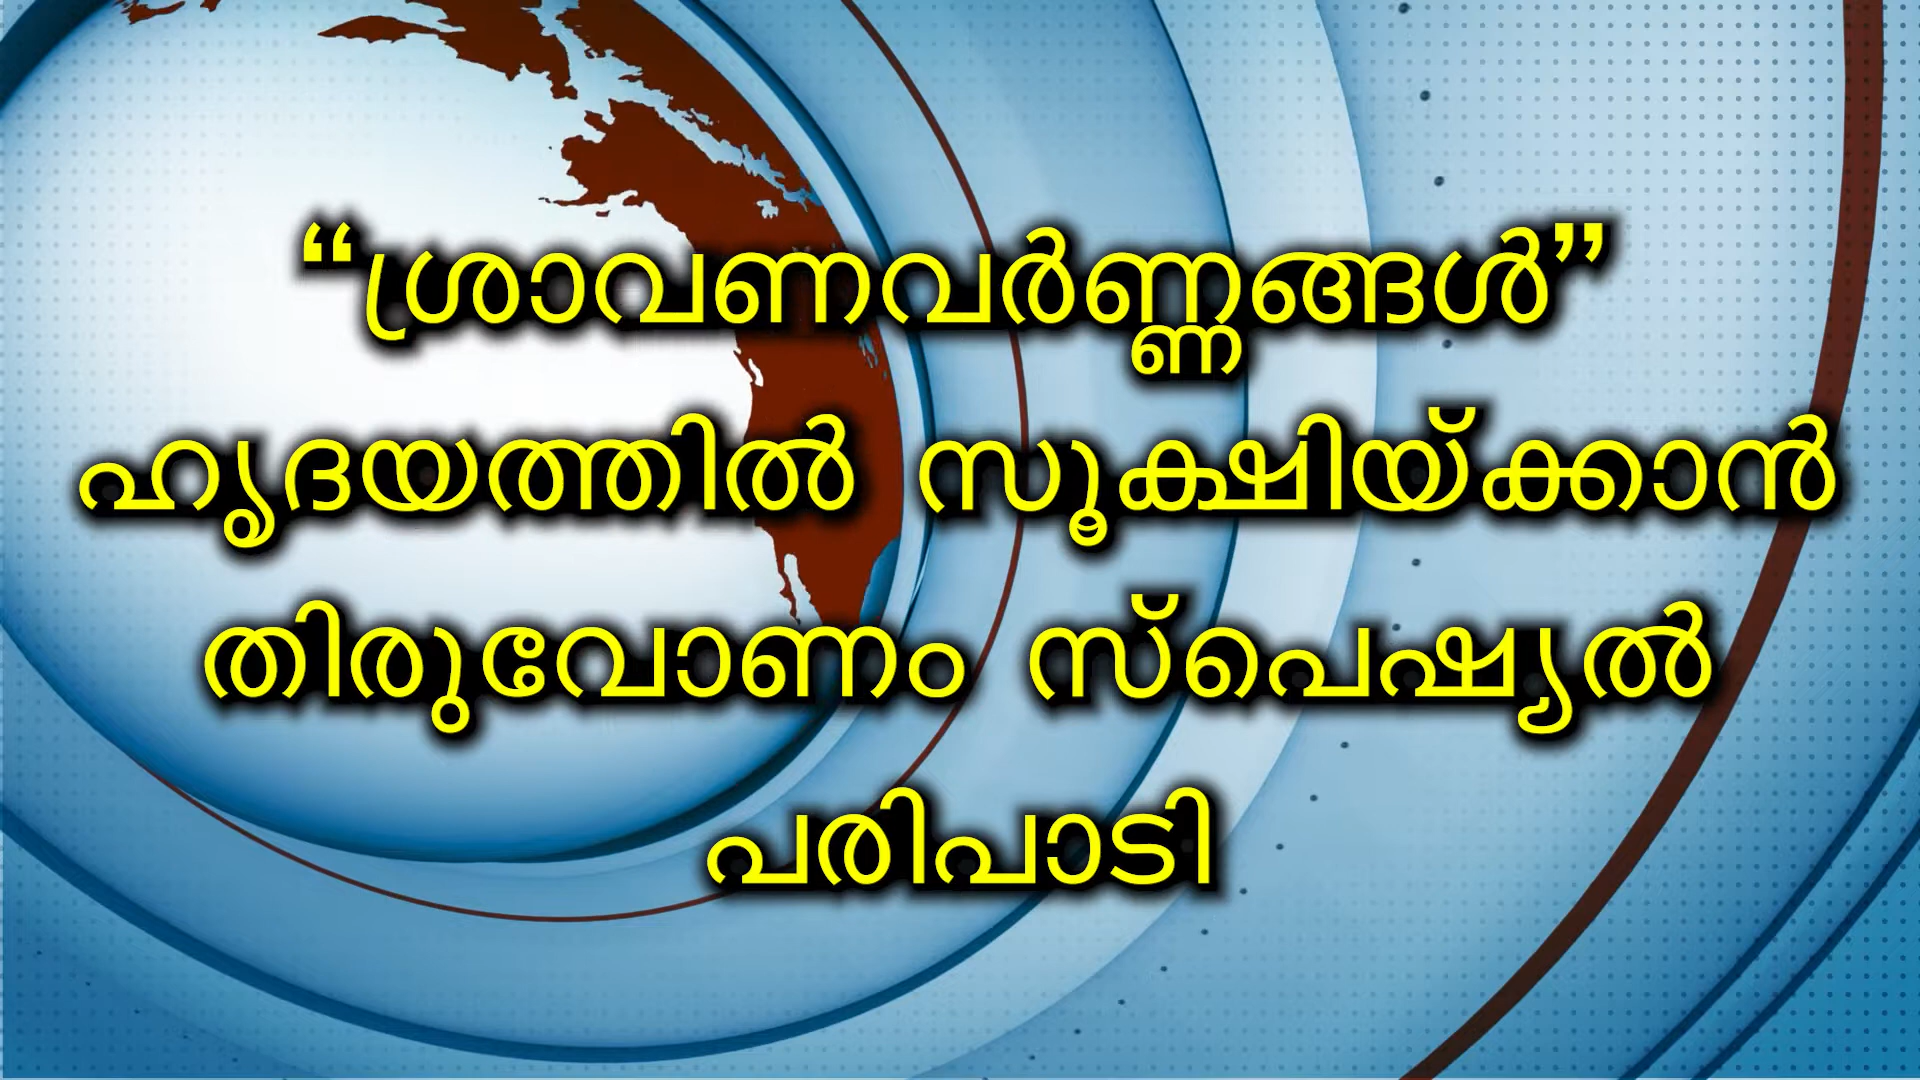 “ശ്രാവണവർണ്ണങ്ങൾ”
ഹൃദയത്തിൽ സൂക്ഷിയ്ക്കാൻ
തിരുവോണം സ്പെഷ്യൽ
പരിപാടി